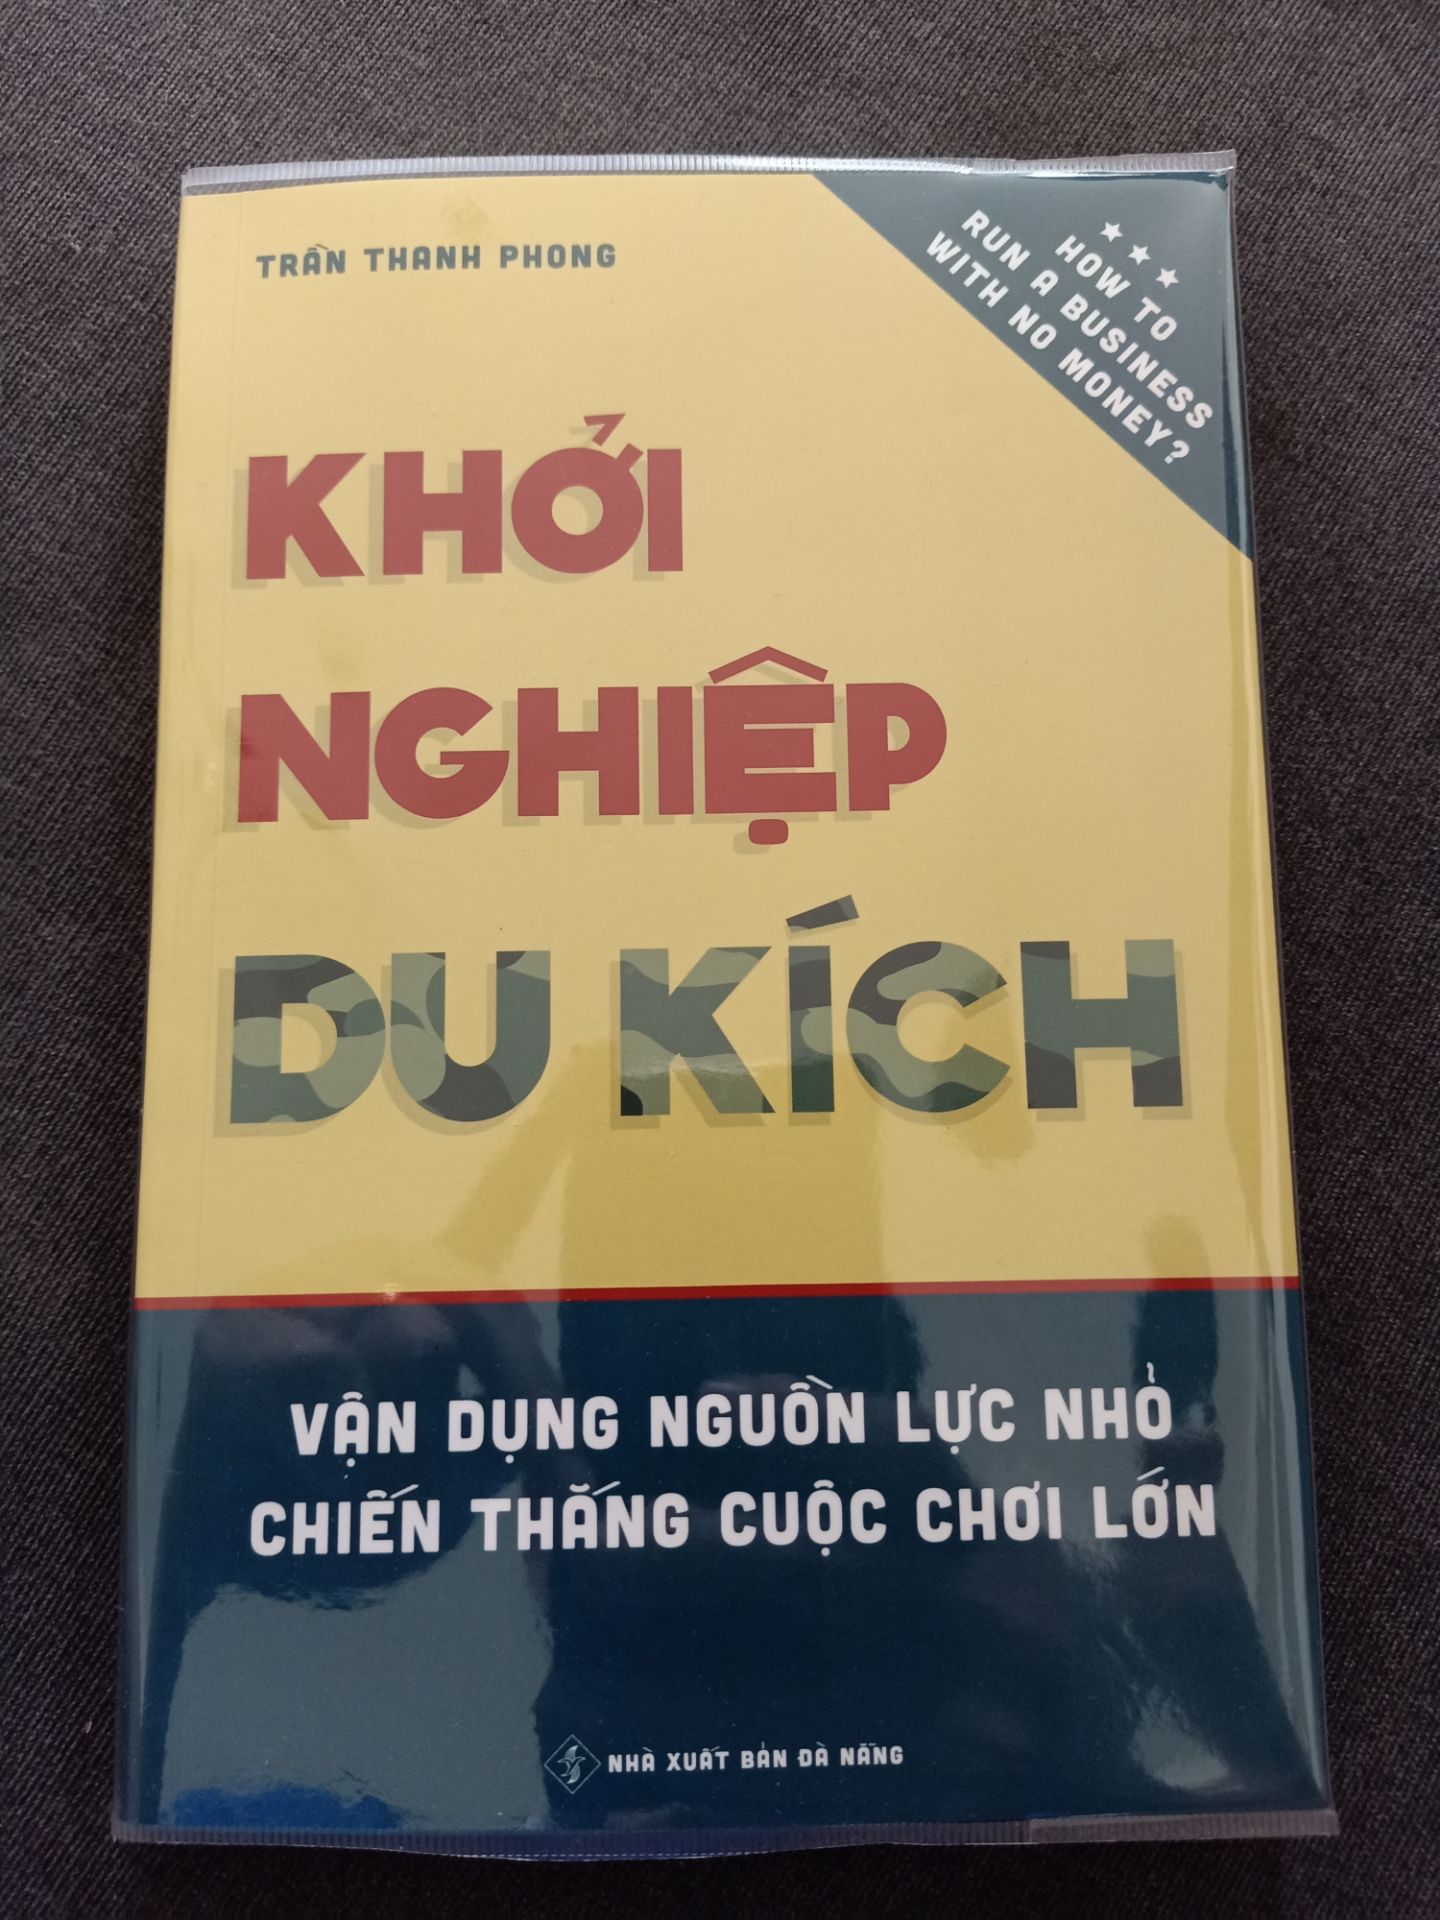 TRẦN THANH PHONG
HOW TO
RUN A BUSINESS
WITH NO MONEY?
KHỞI
NGHIỆP
DU KÍCH
VẬN DỤNG NGUỒN LỰC NHỎ
CHIẾN THẮNG CUỘC CHƠI LỚN
NHÀ XUẤT BẢN ĐÀ NẴNG